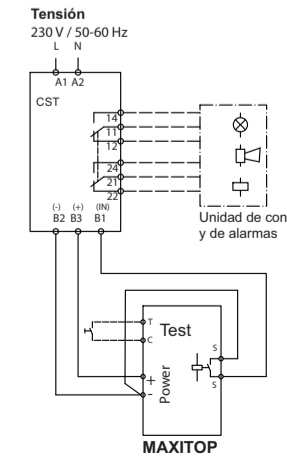 Tensión
230 V / 50-60 Hz
L N
A1 A2
CST
14
11
12
24
21
22
(-) (+) (IN)
B2 B3 B1
Unidad de con
y de alarmas
T
Test
C
S
+
Power
S
-
MAXITOP